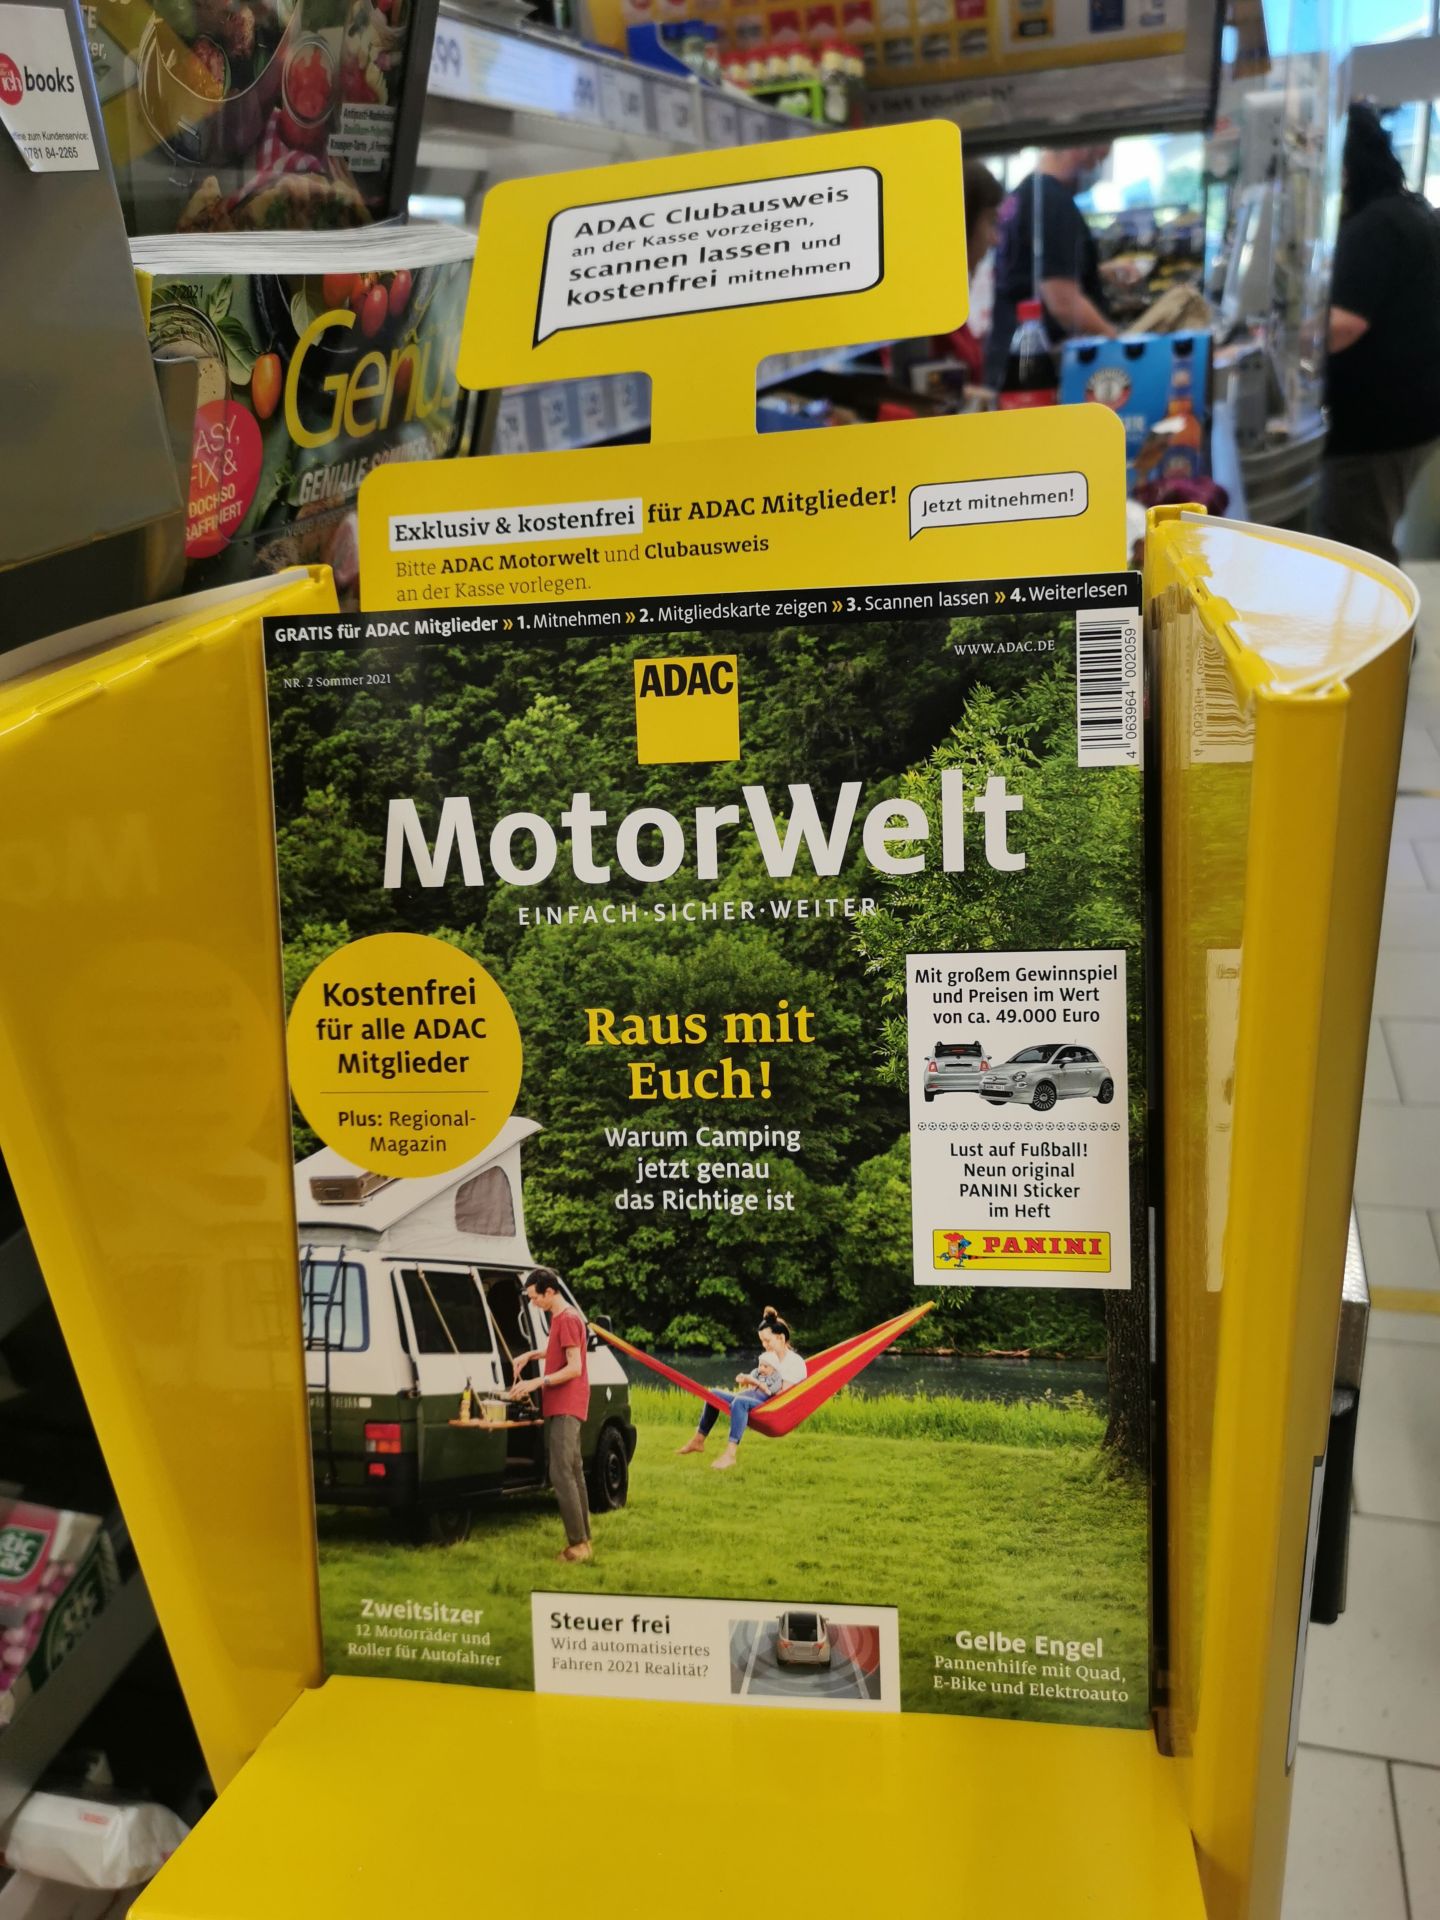 books
0781 84-2265
7/2021
Genuss
GENIALE
EASY,
FIX &
DOCH SO
RAFFINIERT
ADAC Clubausweis
an der Kasse vorzeigen,
scannen lassen und
kostenfrei mitnehmen
Exklusiv & kostenfrei für ADAC Mitglieder!
Jetzt mitnehmen!
Bitte ADAC Motorwelt und Clubausweis
an der Kasse vorlegen.
GRATIS für ADAC Mitglieder » 1. Mitnehmen » 2. Mitgliedskarte zeigen » 3. Scannen lassen » 4. Weiterlesen
NR. 2 Sommer 2021
ADAC
WWW.ADAC.DE
4 063964 002059
MotorWelt
EINFACH·SICHER·WEITER
Kostenfrei
für alle ADAC
Mitglieder
Plus: Regional-
Magazin
Raus mit
Euch!
Warum Camping
jetzt genau
das Richtige ist
Mit großem Gewinnspiel
und Preisen im Wert
von ca. 49.000 Euro
Lust auf Fußball!
Neun original
PANINI Sticker
im Heft
PANINI
Zweitsitzer
12 Motorräder und
Roller für Autofahrer
Steuer frei
Wird automatisiertes
Fahren 2021 Realität?
Gelbe Engel
Pannenhilfe mit Quad,
E-Bike und Elektroauto